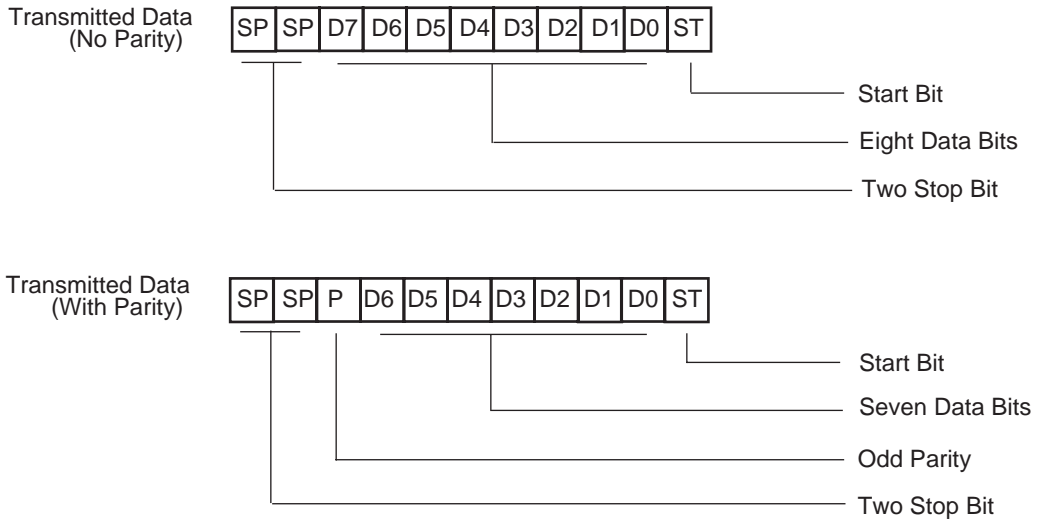 Transmitted Data
(No Parity)
SP SP D7 D6 D5 D4 D3 D2 D1 D0 ST
Start Bit
Eight Data Bits
Two Stop Bit
Transmitted Data
(With Parity)
SP SP P D6 D5 D4 D3 D2 D1 D0 ST
Start Bit
Seven Data Bits
Odd Parity
Two Stop Bit